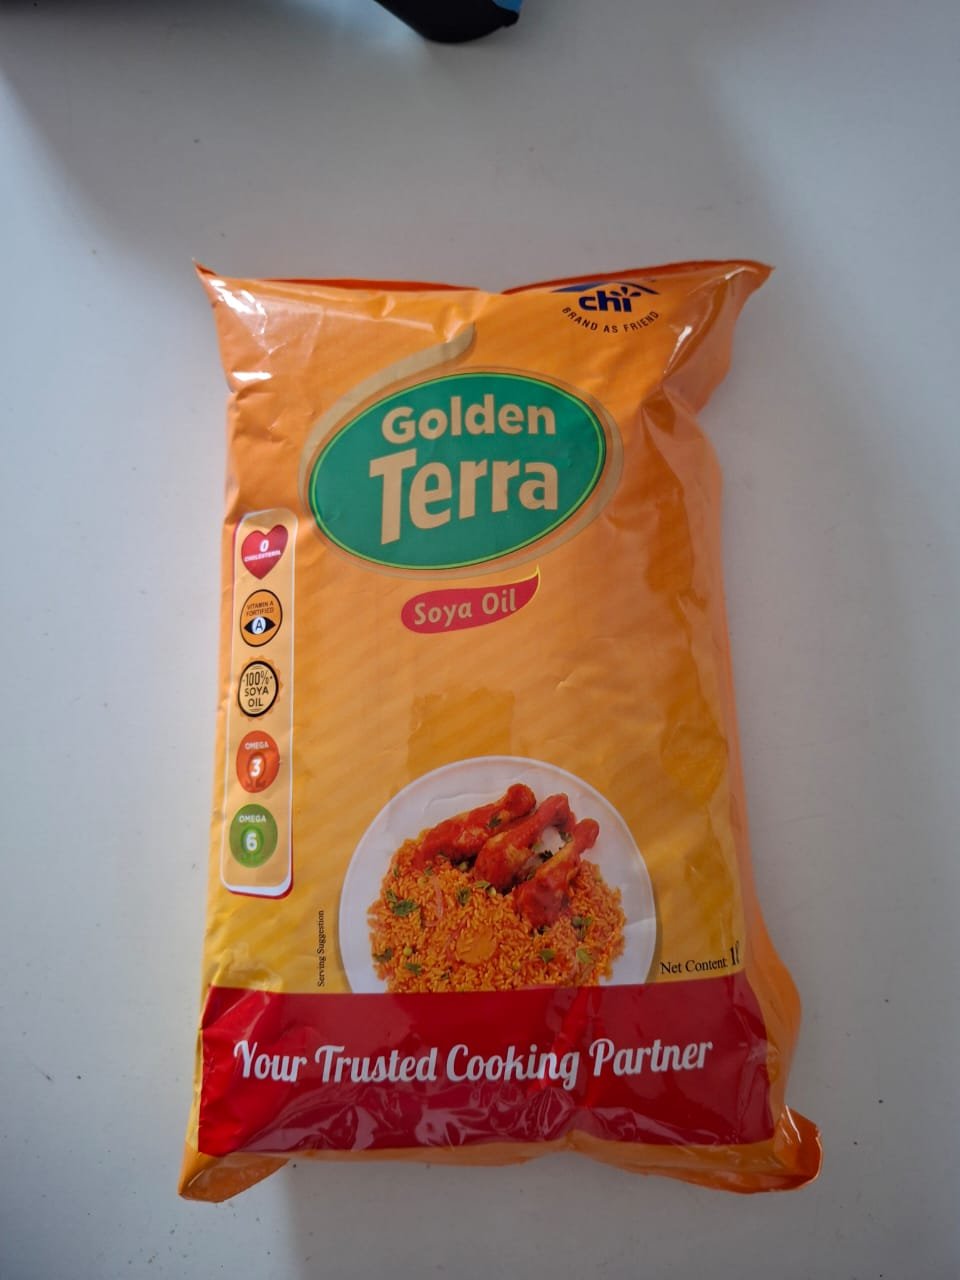 chi
BRAND AS FRIEND
Golden
Terra
Soya Oil
0
CHOLESTEROL
VITAMIN A
FORTIFIED
A
100%
SOYA
OIL
OMEGA
3
OMEGA
6
Serving Suggestion
Net Content
Your Trusted Cooking Partner